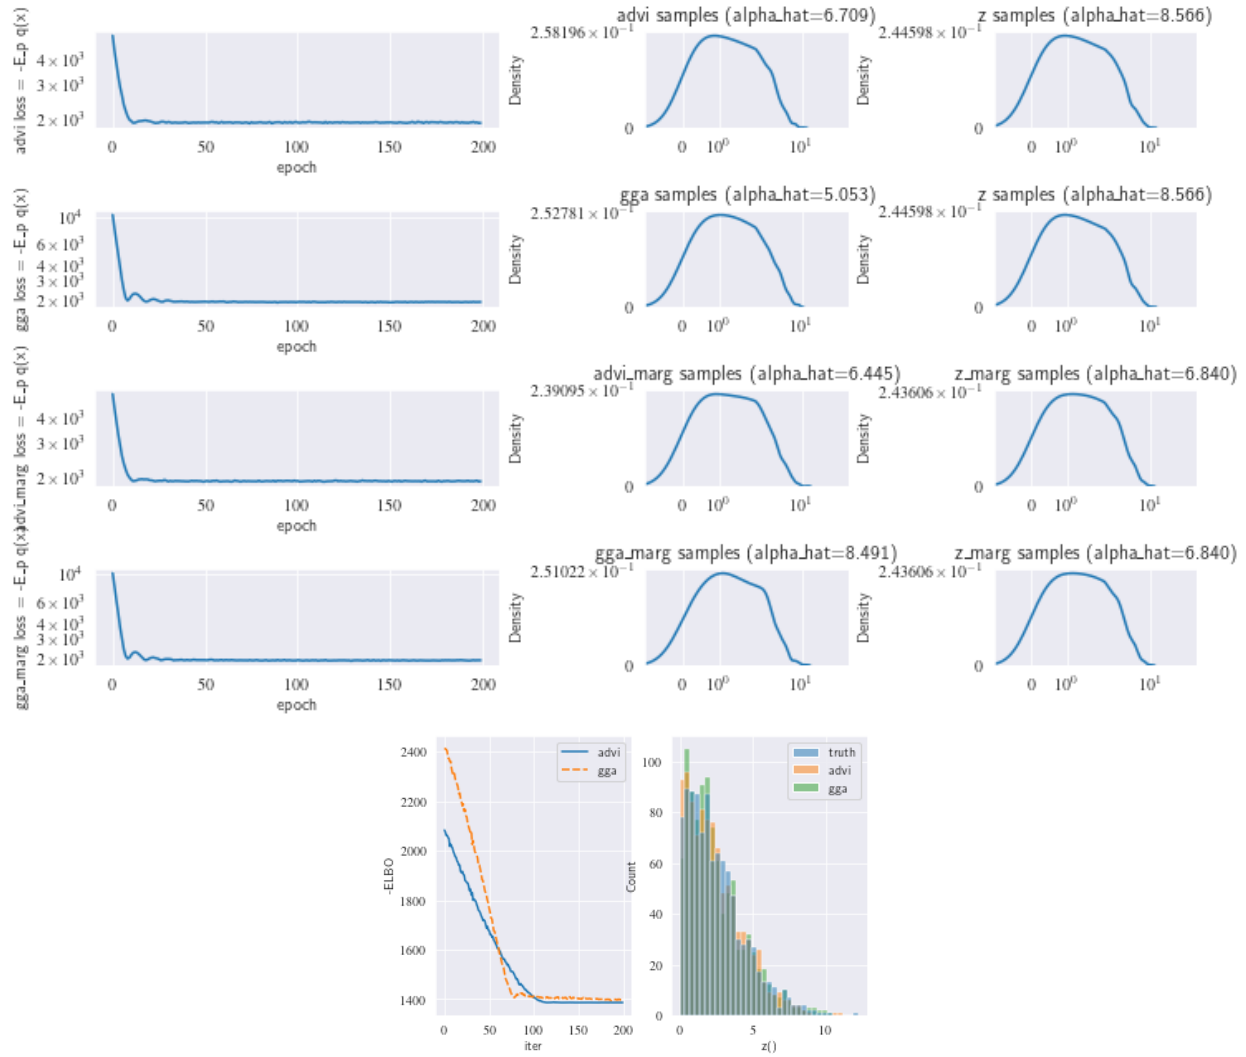 advi loss = -E_p q(x)
4 × 10³
3 × 10³
2 × 10³
0 50 100 150 200
epoch
advi samples (alpha_hat=6.709)
2.58196 × 10⁻¹
Density
0
0 10⁰ 10¹
z samples (alpha_hat=8.566)
2.44598 × 10⁻¹
Density
0
0 10⁰ 10¹
gga loss = -E_p q(x)
10⁴
6 × 10³
4 × 10³
3 × 10³
2 × 10³
0 50 100 150 200
epoch
gga samples (alpha_hat=5.053)
2.52781 × 10⁻¹
Density
0
0 10⁰ 10¹
z samples (alpha_hat=8.566)
2.44598 × 10⁻¹
Density
0
0 10⁰ 10¹
advi_marg loss = -E_p q(x)
4 × 10³
3 × 10³
2 × 10³
0 50 100 150 200
epoch
advi_marg samples (alpha_hat=6.445)
2.39095 × 10⁻¹
Density
0
0 10⁰ 10¹
z_marg samples (alpha_hat=6.840)
2.43606 × 10⁻¹
Density
0
0 10⁰ 10¹
gga_marg loss = -E_p q(x)
10⁴
6 × 10³
4 × 10³
3 × 10³
2 × 10³
0 50 100 150 200
epoch
gga_marg samples (alpha_hat=8.491)
2.51022 × 10⁻¹
Density
0
0 10⁰ 10¹
z_marg samples (alpha_hat=6.840)
2.43606 × 10⁻¹
Density
0
0 10⁰ 10¹
-ELBO
2400
2200
2000
1800
1600
1400
0 50 100 150 200
iter
advi
gga
Count
100
80
60
40
20
0
0 5 10
z()
truth
advi
gga